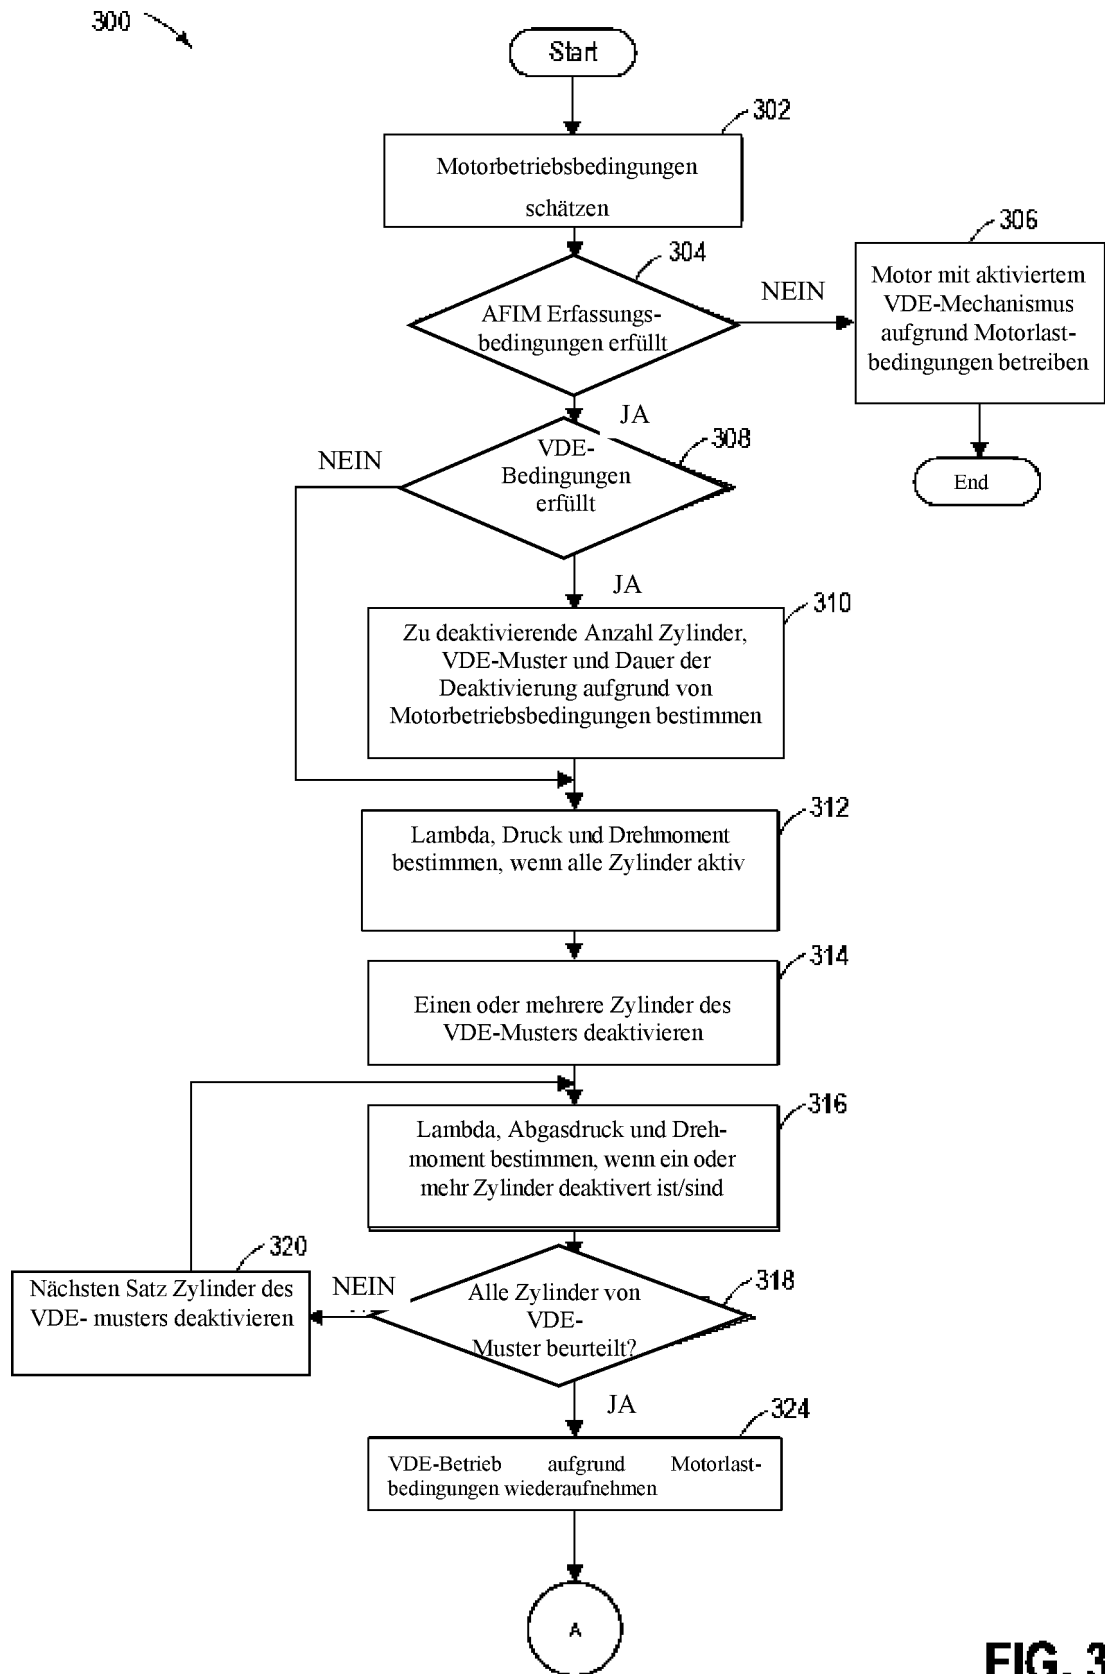 300
Start
302
Motorbetriebsbedingungen
schätzen
304
306
AFIM Erfassungs-
bedingungen erfüllt
NEIN
Motor mit aktiviertem
VDE-Mechanismus
aufgrund Motorlast-
bedingungen betreiben
JA
End
308
VDE-
Bedingungen
erfüllt
NEIN
JA
310
Zu deaktivierende Anzahl Zylinder,
VDE-Muster und Dauer der
Deaktivierung aufgrund von
Motorbetriebsbedingungen bestimmen
312
Lambda, Druck und Drehmoment
bestimmen, wenn alle Zylinder aktiv
314
Einen oder mehrere Zylinder des
VDE-Musters deaktivieren
316
Lambda, Abgasdruck und Dreh-
moment bestimmen, wenn ein oder
mehr Zylinder deaktivert ist/sind
320
Nächsten Satz Zylinder des
VDE- musters deaktivieren
NEIN
318
Alle Zylinder von
VDE-
Muster beurteilt?
JA
324
VDE-Betrieb aufgrund Motorlast-
bedingungen wiederaufnehmen
A
FIG. 3